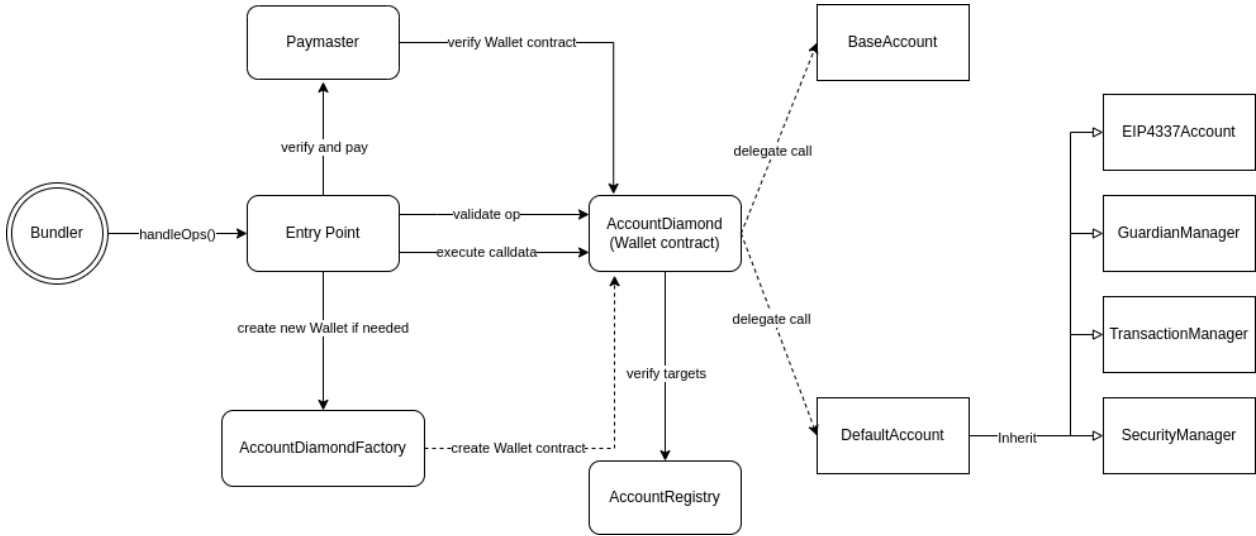 Paymaster
verify Wallet contract
BaseAccount
EIP4337Account
verify and pay
delegate call
Bundler
handleOps()
Entry Point
validate op
execute calldata
AccountDiamond
(Wallet contract)
GuardianManager
create new Wallet if needed
delegate call
TransactionManager
verify targets
AccountDiamondFactory
create Wallet contract
DefaultAccount
Inherit
SecurityManager
AccountRegistry